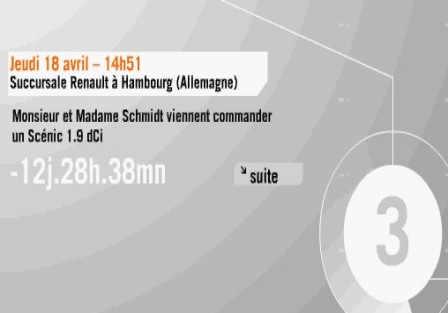 Jeudi 18 avril – 14h51
Succursale Renault à Hambourg (Allemagne)
Monsieur et Madame Schmidt viennent commander
un Scénic 1.9 dCi
-12j.28h.38mn
suite
3